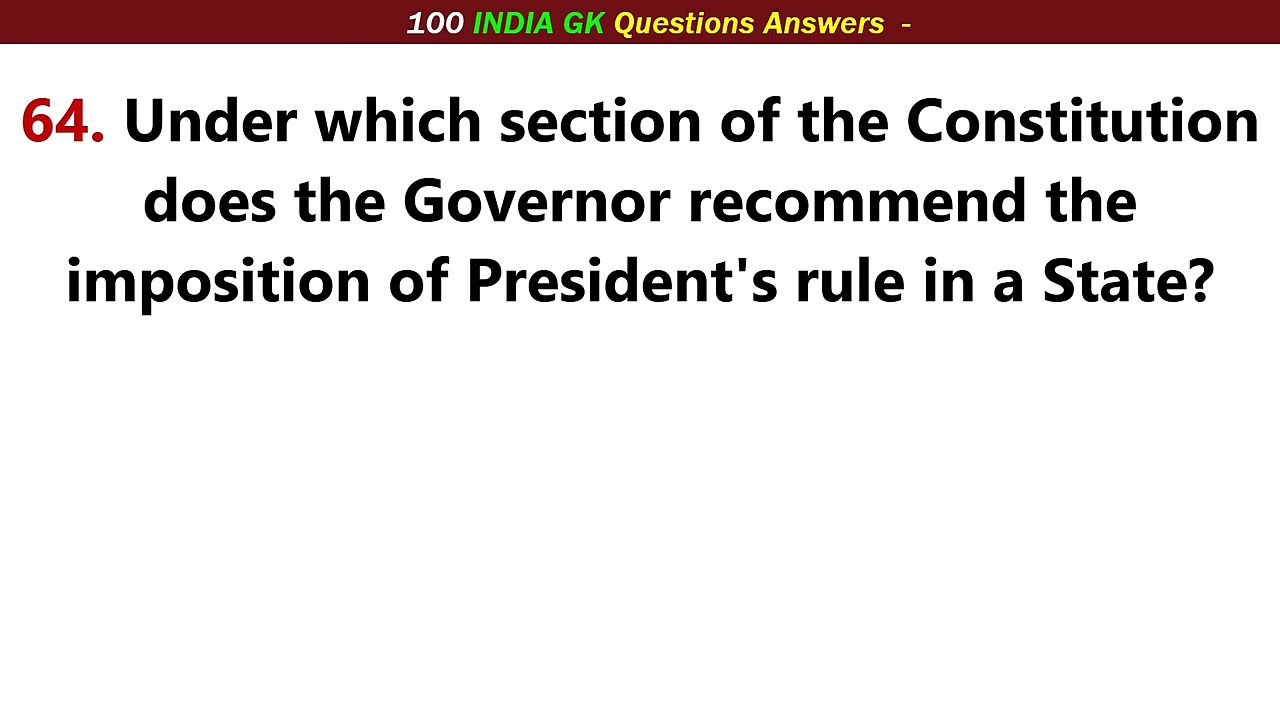 100 INDIA GK Questions Answers -
64. Under which section of the Constitution
does the Governor recommend the
imposition of President's rule in a State?